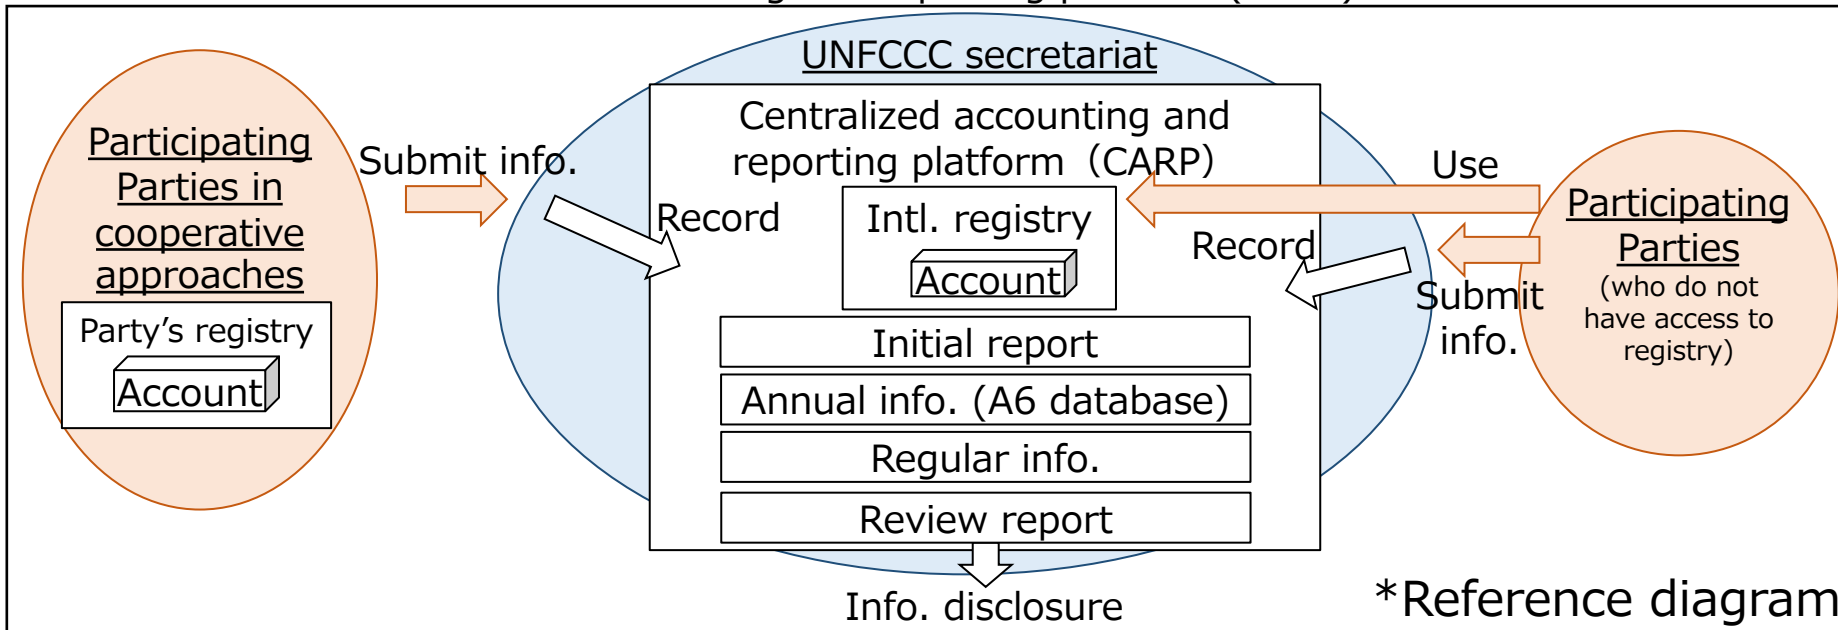 UNFCCC secretariat
Participating
Parties in
cooperative
approaches
Party’s registry
Account
Submit info.
Record
Centralized accounting and
reporting platform（CARP）
Intl. registry
Account
Initial report
Annual info. (A6 database)
Regular info.
Review report
Info. disclosure
Use
Record
Submit
info.
Participating
Parties
(who do not
have access to
registry)
*Reference diagram